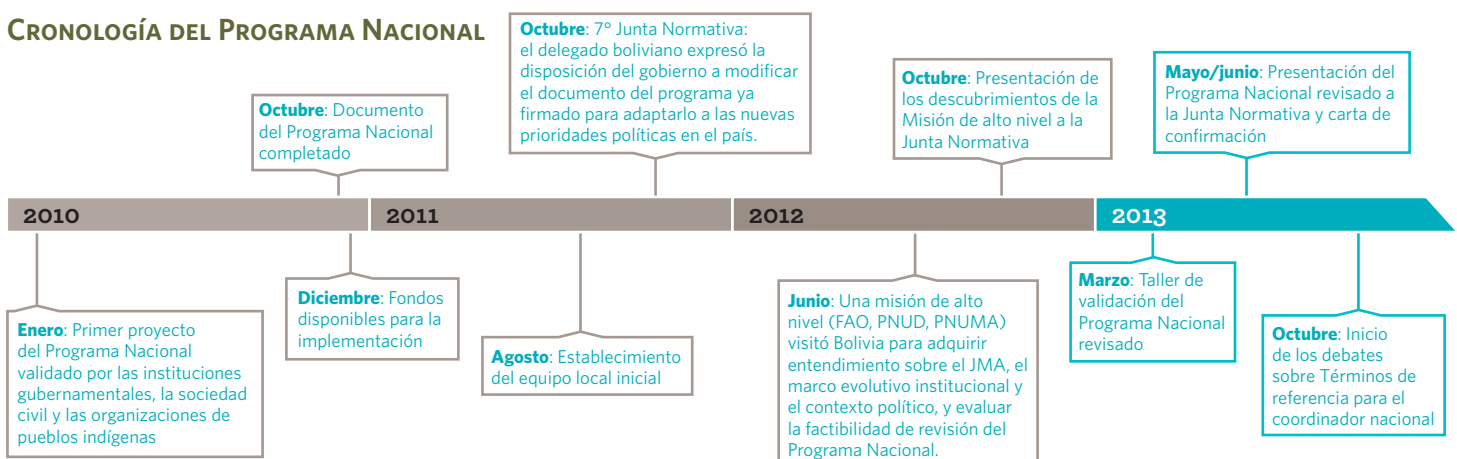 CRONOLOGÍA DEL PROGRAMA NACIONAL
Octubre: Documento
del Programa Nacional
completado
Octubre: 7° Junta Normativa:
el delegado boliviano expresó la
disposición del gobierno a modificar
el documento del programa ya
firmado para adaptarlo a las nuevas
prioridades políticas en el país.
Octubre: Presentación de
los descubrimientos de la
Misión de alto nivel a la
Junta Normativa
Mayo/junio: Presentación del
Programa Nacional revisado a
la Junta Normativa y carta de
confirmación
2010
2011
2012
2013
Enero: Primer proyecto
del Programa Nacional
validado por las instituciones
gubernamentales, la sociedad
civil y las organizaciones de
pueblos indígenas
Diciembre: Fondos
disponibles para la
implementación
Agosto: Establecimiento
del equipo local inicial
Junio: Una misión de alto
nivel (FAO, PNUD, PNUMA)
visitó Bolivia para adquirir
entendimiento sobre el JMA, el
marco evolutivo institucional y
el contexto político, y evaluar
la factibilidad de revisión del
Programa Nacional.
Marzo: Taller de
validación del
Programa Nacional
revisado
Octubre: Inicio
de los debates
sobre Términos de
referencia para el
coordinador nacional